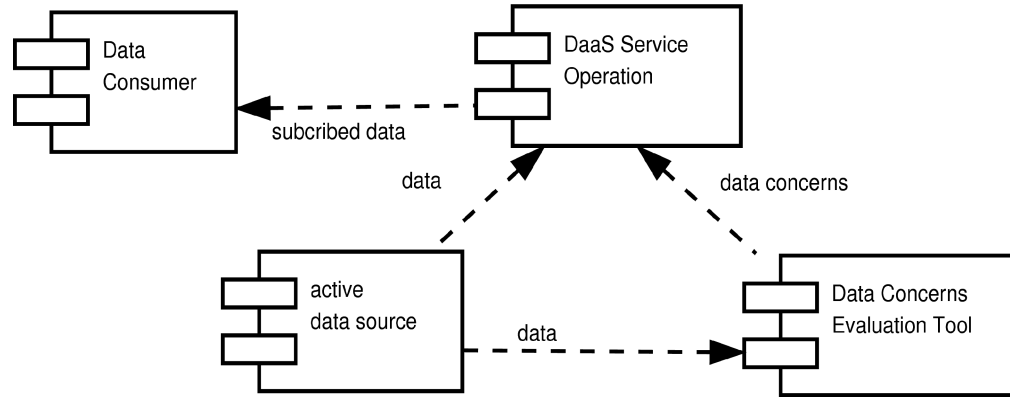 Data
Consumer
DaaS Service
Operation
subcribed data
data
data concerns
active
data source
data
Data Concerns
Evaluation Tool